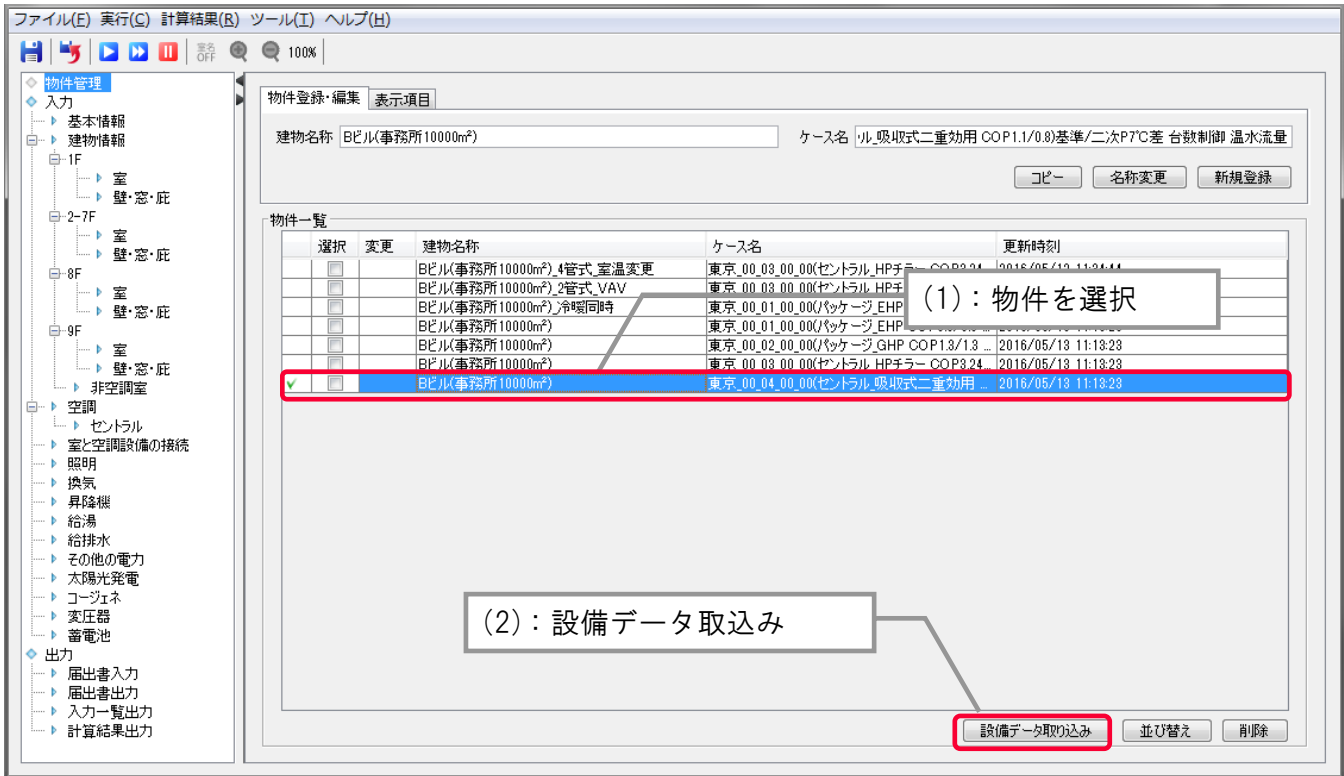 ファイル(F) 実行(C) 計算結果(R) ツール(T) ヘルプ(H)
室名
OFF
100%
物件管理
入力
基本情報
建物情報
1F
室
壁・窓・庇
2-7F
室
壁・窓・庇
8F
室
壁・窓・庇
9F
室
壁・窓・庇
非空調室
空調
セントラル
室と空調設備の接続
照明
換気
昇降機
給湯
給排水
その他の電力
太陽光発電
コージェネ
変圧器
蓄電池
出力
届出書入力
届出書出力
入力一覧出力
計算結果出力
物件登録・編集 表示項目
建物名称 Bビル(事務所10000m²) ケース名 ル_吸収式二重効用 COP1.1/0.8)基準/二次P7℃差 台数制御 温水流量
コピー 名称変更 新規登録
物件一覧
選択 変更 建物名称 ケース名 更新時刻
Bビル(事務所10000m²)_4管式_室温変更 東京_00_03_00_00(セントラル_HPチラー COP3.24... 2016/05/13 11:34:44
Bビル(事務所10000m²)_2管式_VAV 東京_00_03_00_00(セントラル_HPチ
Bビル(事務所10000m²)_冷暖同時 東京_00_01_00_00(パッケージ_EHP
Bビル(事務所10000m²) 東京_00_01_00_00(パッケージ_EHP
Bビル(事務所10000m²) 東京_00_02_00_00(パッケージ_GHP COP1.3/1.3 ... 2016/05/13 11:13:23
Bビル(事務所10000m²) 東京_00_03_00_00(セントラル_HPチラー COP3.24... 2016/05/13 11:13:23
Bビル(事務所10000m²) 東京_00_04_00_00(セントラル_吸収式二重効用 ... 2016/05/13 11:13:23
(1)：物件を選択
(2)：設備データ取込み
設備データ取り込み 並び替え 削除